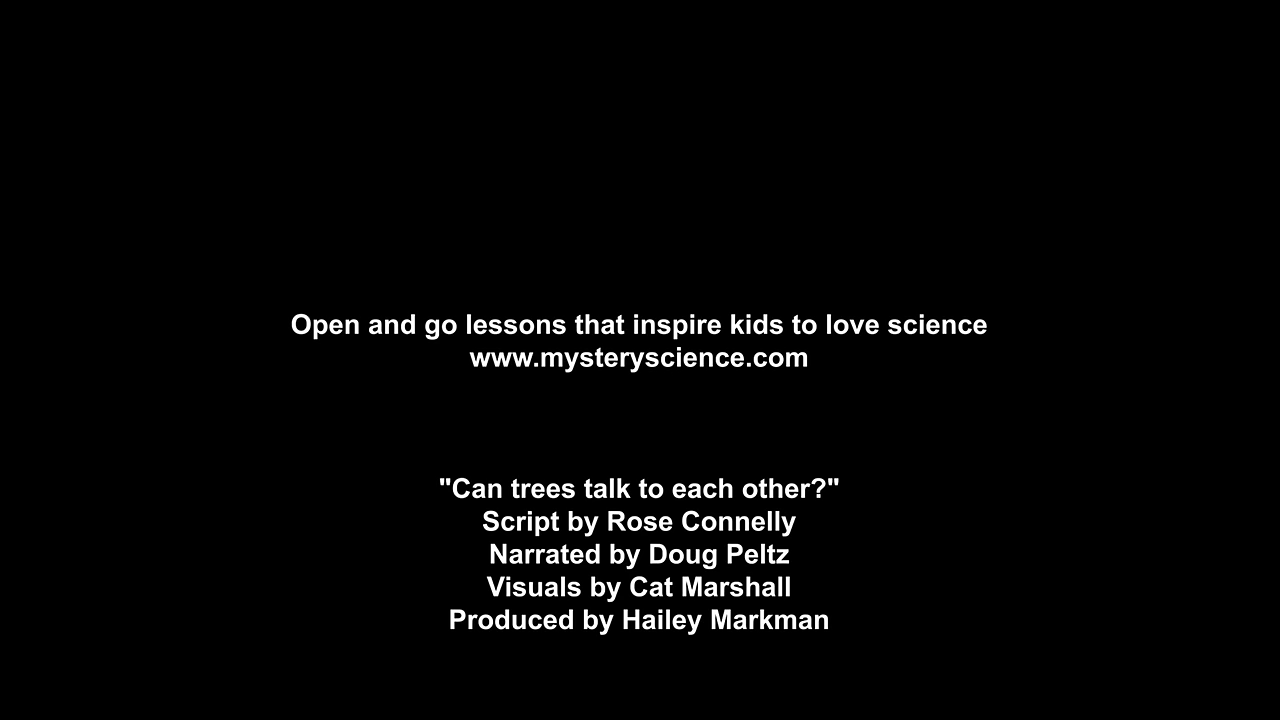 Open and go lessons that inspire kids to love science
www.mysteryscience.com
"Can trees talk to each other?"
Script by Rose Connelly
Narrated by Doug Peltz
Visuals by Cat Marshall
Produced by Hailey Markman